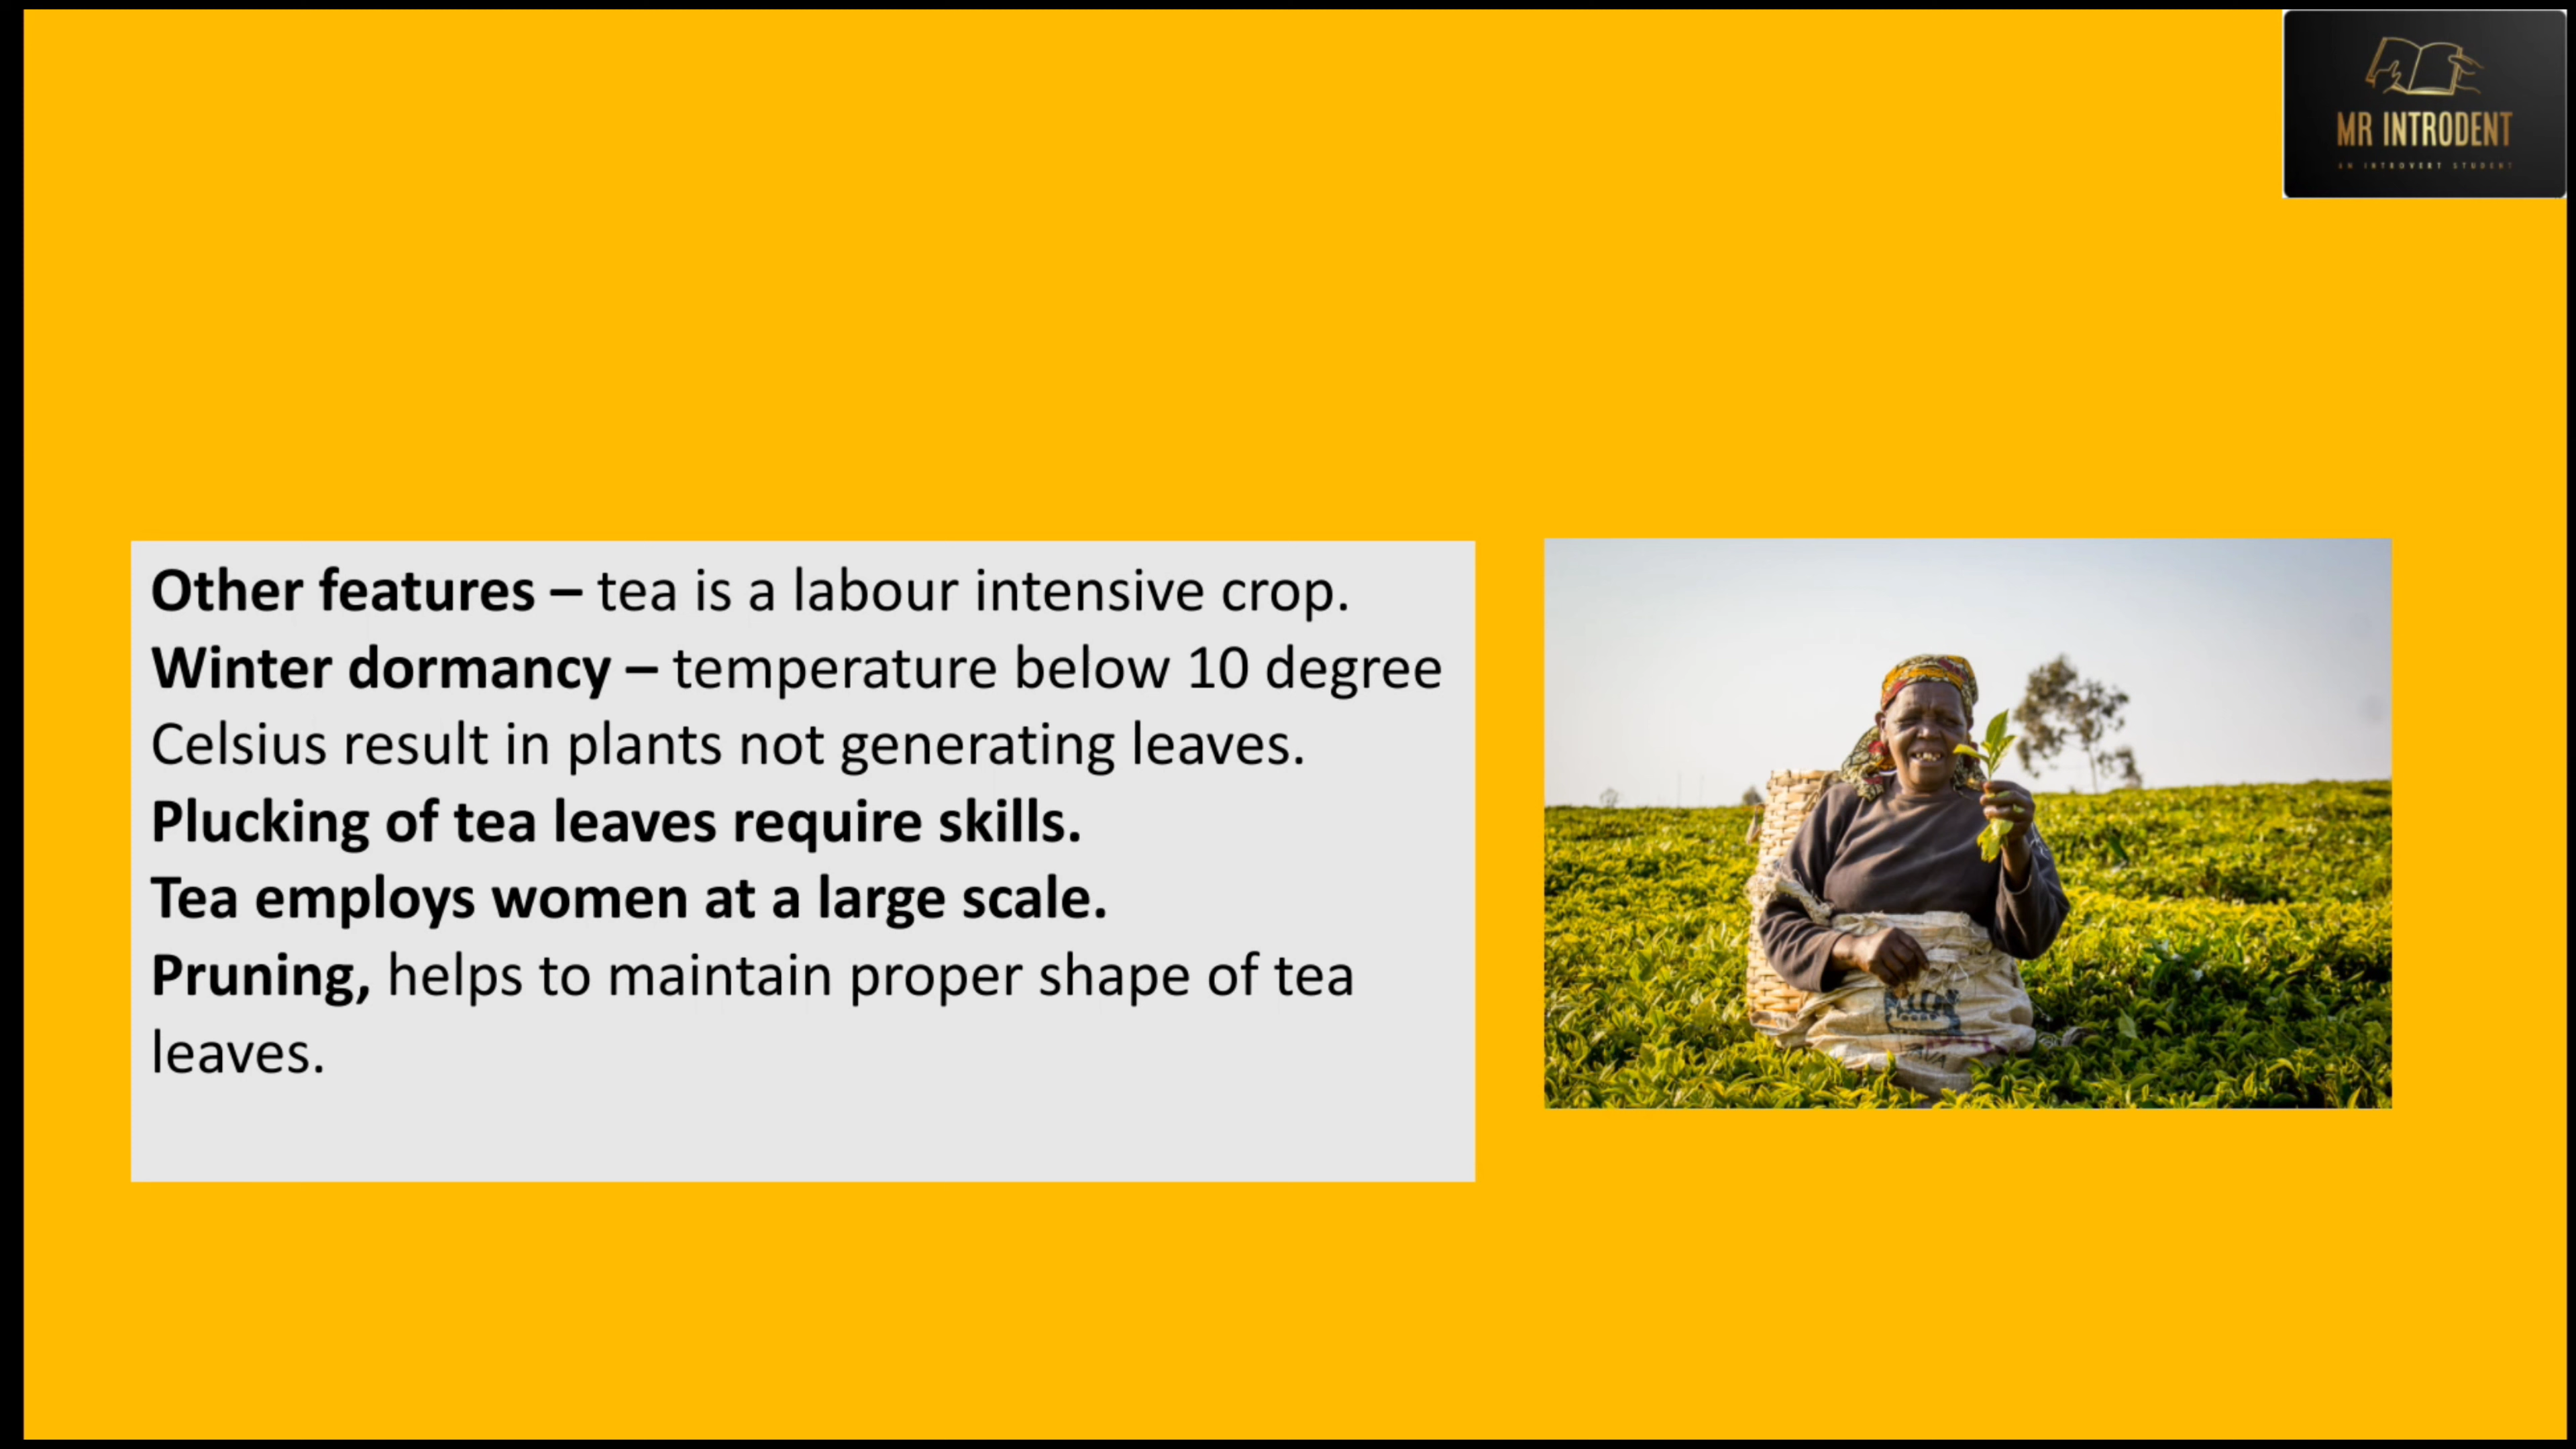 MR INTRODENT
AN INTROVERT STUDENT
Other features – tea is a labour intensive crop.
Winter dormancy – temperature below 10 degree
Celsius result in plants not generating leaves.
Plucking of tea leaves require skills.
Tea employs women at a large scale.
Pruning, helps to maintain proper shape of tea
leaves.